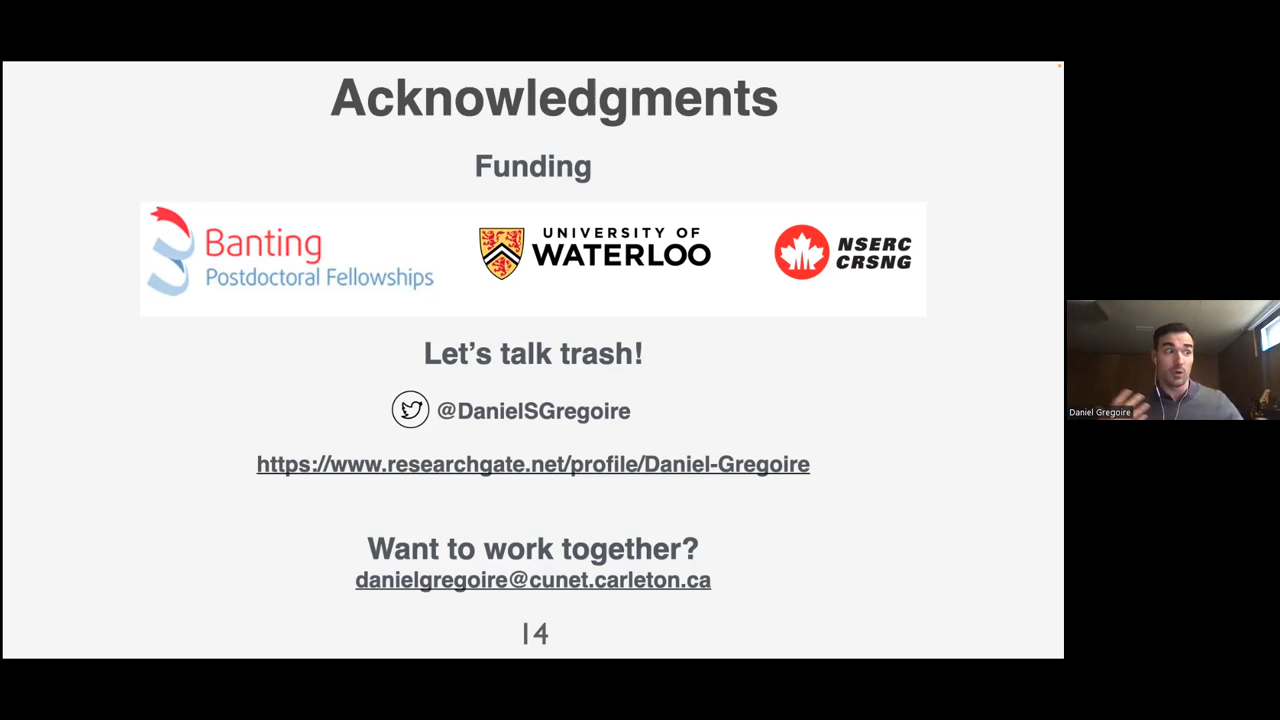 Acknowledgments
Funding
Banting
Postdoctoral Fellowships
UNIVERSITY OF
WATERLOO
NSERC
CRSNG
Let's talk trash!
@DanielSGregoire
https://www.researchgate.net/profile/Daniel-Gregoire
Want to work together?
danielgregoire@cunet.carleton.ca
14
Daniel Gregoire